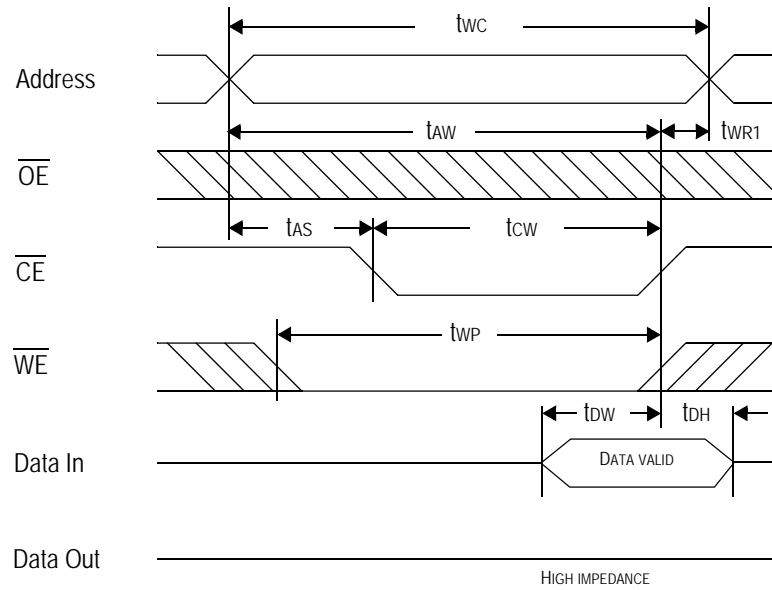 tWC
Address
tAW
tWR1
OE
tAS
tCW
CE
tWP
WE
tDW
tDH
Data In
DATA VALID
Data Out
HIGH IMPEDANCE